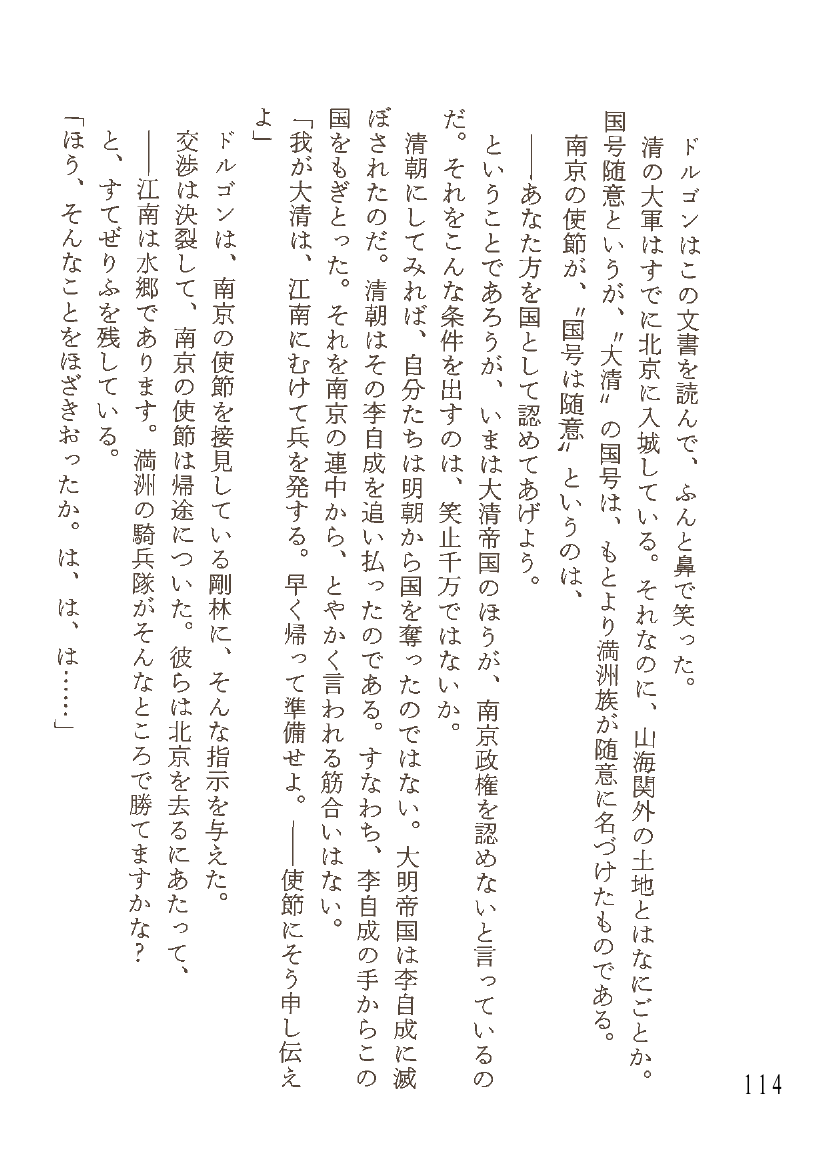 ドルゴンはこの文書を読んで、ふんと鼻で笑った。
清の大軍はすでに北京に入城している。それなのに、山海関外の土地とはなにごとか。
国号随意というが、〝大清〟の国号は、もとより満洲族が随意に名づけたものである。
南京の使節が、〝国号は随意〟というのは、
――あなた方を国として認めてあげよう。
ということであろうが、いまは大清帝国のほうが、南京政権を認めないと言っているの
だ。それをこんな条件を出すのは、笑止千万ではないか。
清朝にしてみれば、自分たちは明朝から国を奪ったのではない。大明帝国は李自成に滅
ぼされたのだ。清朝はその李自成を追い払ったのである。すなわち、李自成の手からこの
国をもぎとった。それを南京の連中から、とやかく言われる筋合いはない。
「我が大清は、江南にむけて兵を発する。早く帰って準備せよ。――使節にそう申し伝え
よ」
ドルゴンは、南京の使節を接見している剛林に、そんな指示を与えた。
交渉は決裂して、南京の使節は帰途についた。彼らは北京を去るにあたって、
――江南は水郷であります。満洲の騎兵隊がそんなところで勝てますかな？
と、すてぜりふを残している。
「ほう、そんなことをほざきおったか。は、は、は……」
114